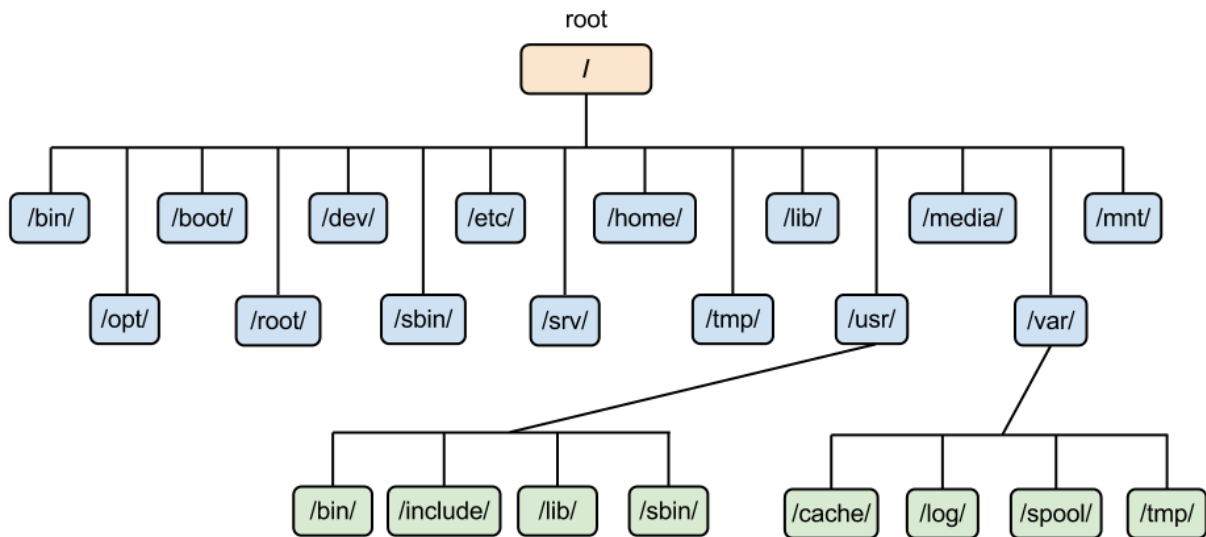 root
/
/bin/
/boot/
/dev/
/etc/
/home/
/lib/
/media/
/mnt/
/opt/
/root/
/sbin/
/srv/
/tmp/
/usr/
/var/
/bin/
/include/
/lib/
/sbin/
/cache/
/log/
/spool/
/tmp/